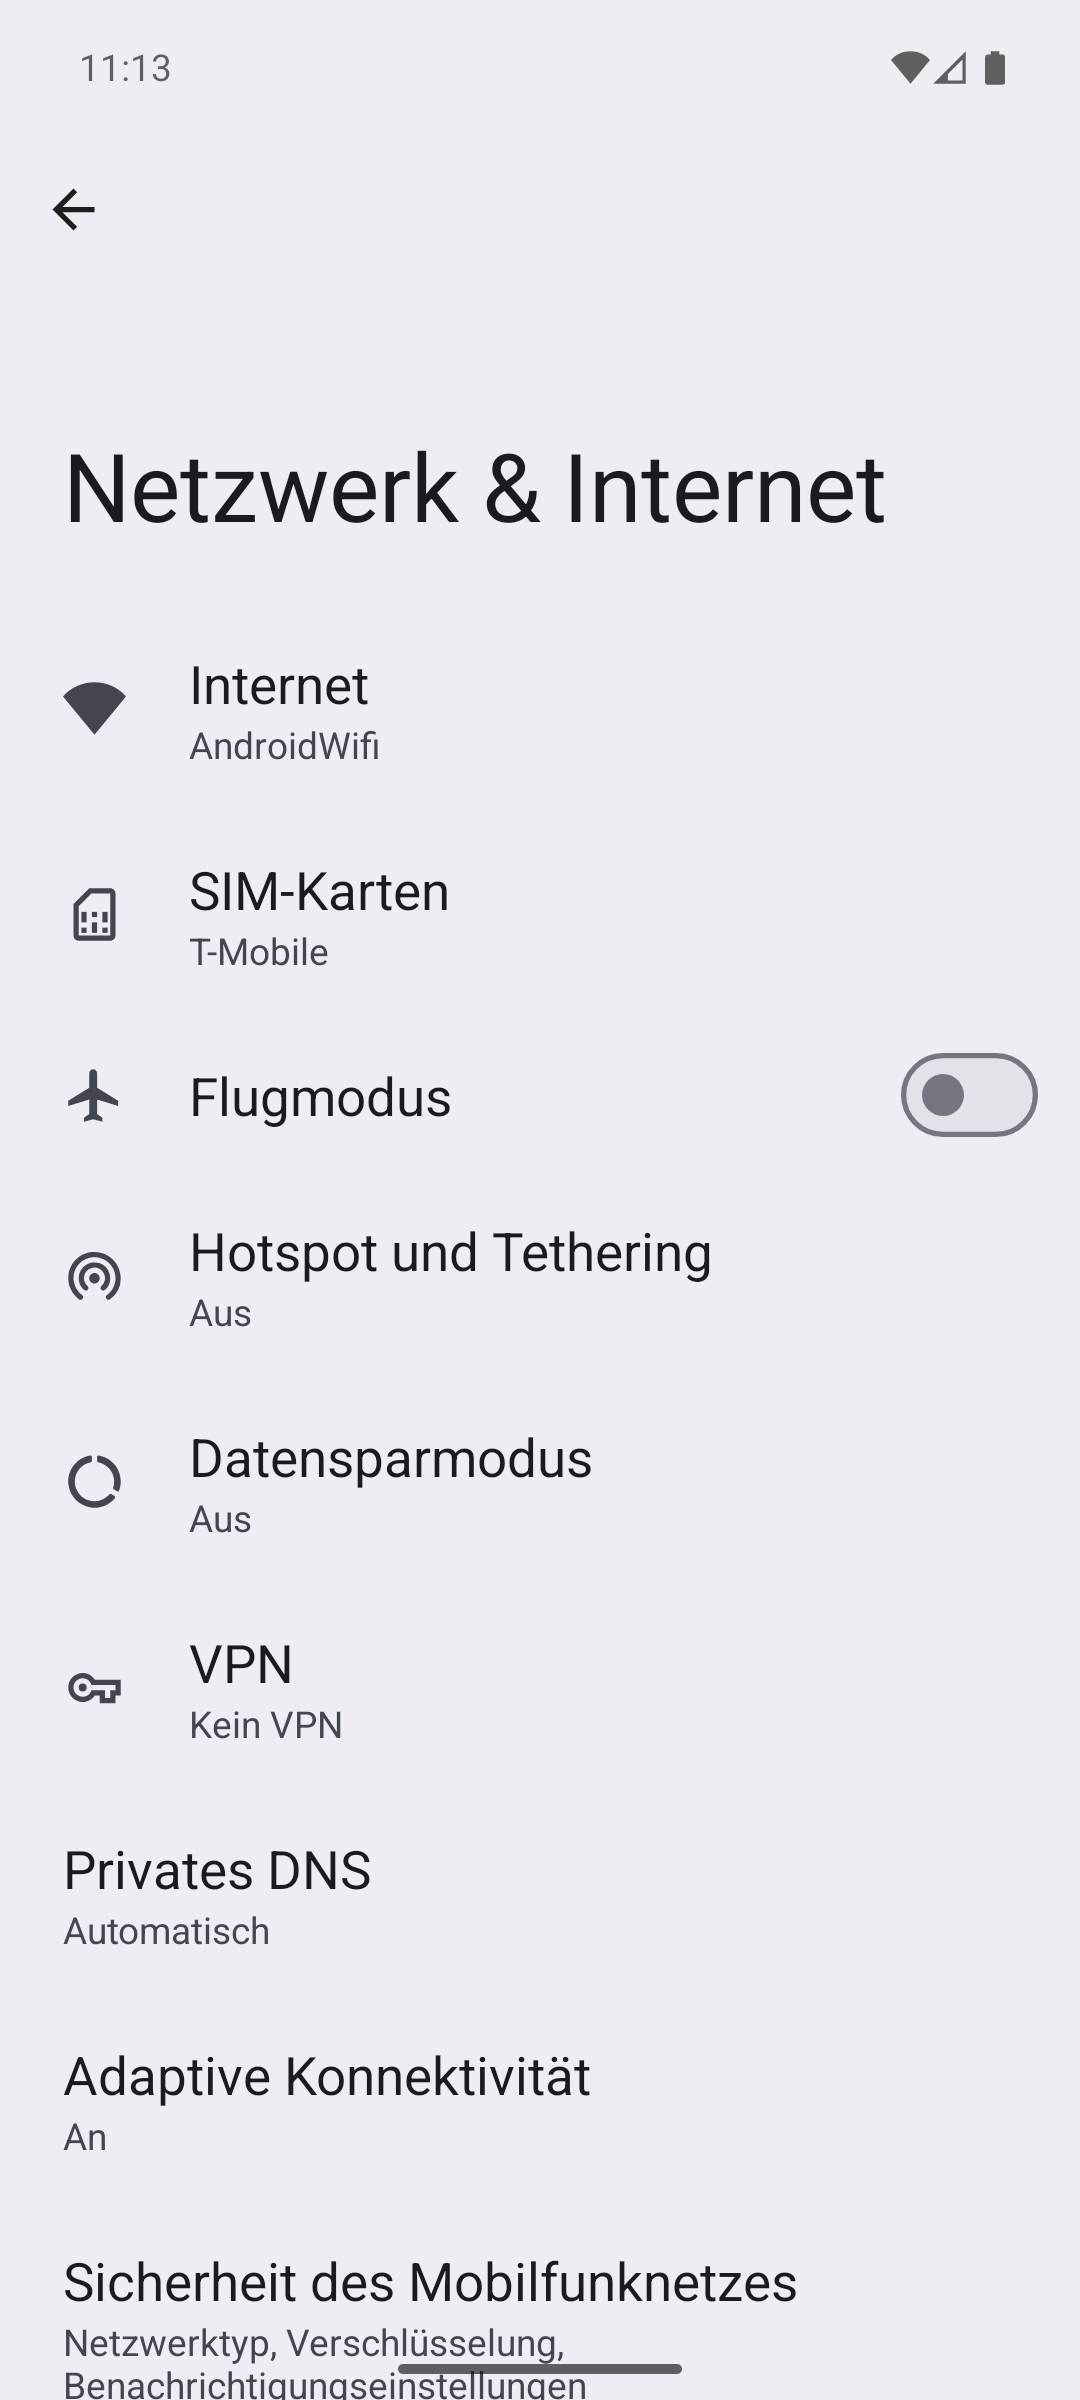 11:13
Netzwerk & Internet
Internet
AndroidWifi
SIM-Karten
T-Mobile
Flugmodus
Hotspot und Tethering
Aus
Datensparmodus
Aus
VPN
Kein VPN
Privates DNS
Automatisch
Adaptive Konnektivität
An
Sicherheit des Mobilfunknetzes
Netzwerktyp, Verschlüsselung,
Benachrichtigungseinstellungen